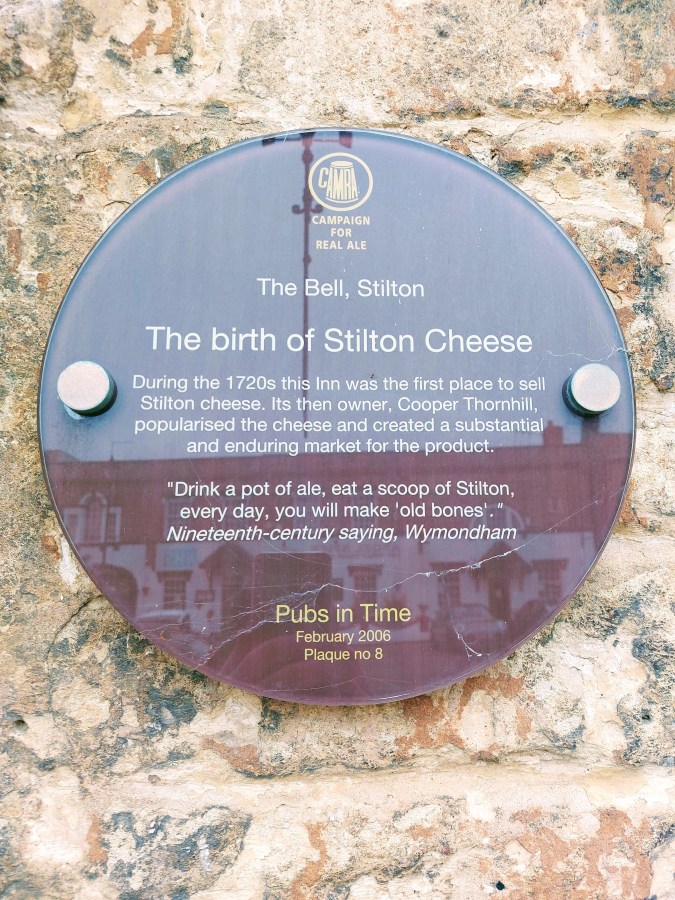 CAMRA
CAMPAIGN
FOR
REAL ALE
The Bell, Stilton
The birth of Stilton Cheese
During the 1720s this Inn was the first place to sell
Stilton cheese. Its then owner, Cooper Thornhill,
popularised the cheese and created a substantial
and enduring market for the product.
"Drink a pot of ale, eat a scoop of Stilton,
every day, you will make 'old bones'."
Nineteenth-century saying, Wymondham
Pubs in Time
February 2006
Plaque no 8